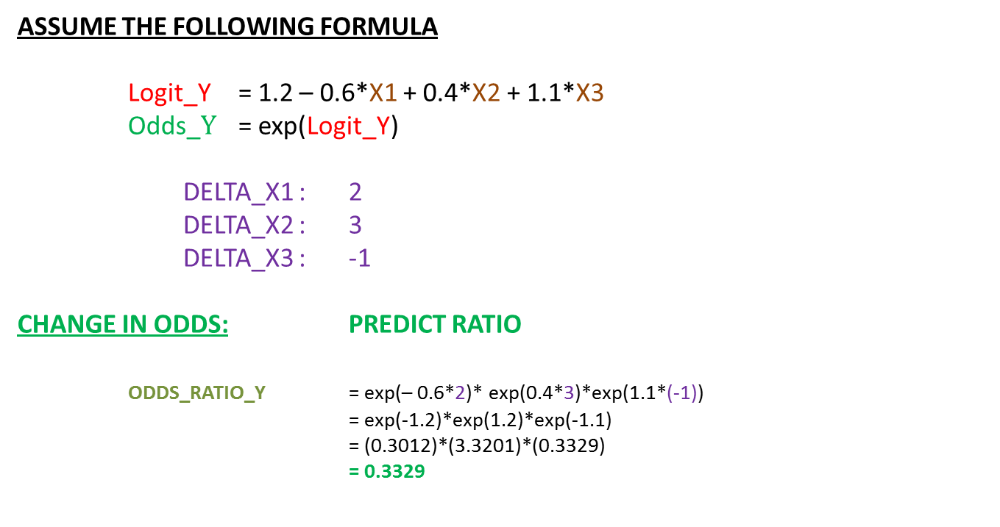 ASSUME THE FOLLOWING FORMULA
Logit_Y = 1.2 – 0.6*X1 + 0.4*X2 + 1.1*X3
Odds_Y = exp(Logit_Y)
DELTA_X1 : 2
DELTA_X2 : 3
DELTA_X3 : -1
CHANGE IN ODDS: PREDICT RATIO
ODDS_RATIO_Y = exp(– 0.6*2)* exp(0.4*3)*exp(1.1*(-1))
= exp(-1.2)*exp(1.2)*exp(-1.1)
= (0.3012)*(3.3201)*(0.3329)
= 0.3329